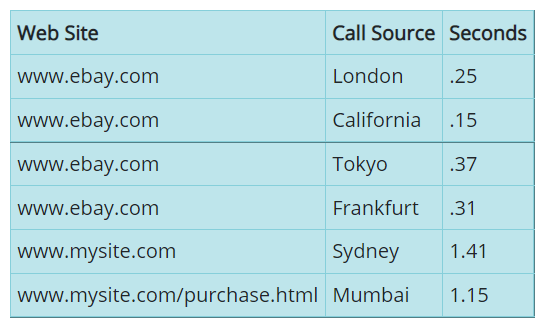 Web Site Call Source Seconds
www.ebay.com London .25
www.ebay.com California .15
www.ebay.com Tokyo .37
www.ebay.com Frankfurt .31
www.mysite.com Sydney 1.41
www.mysite.com/purchase.html Mumbai 1.15